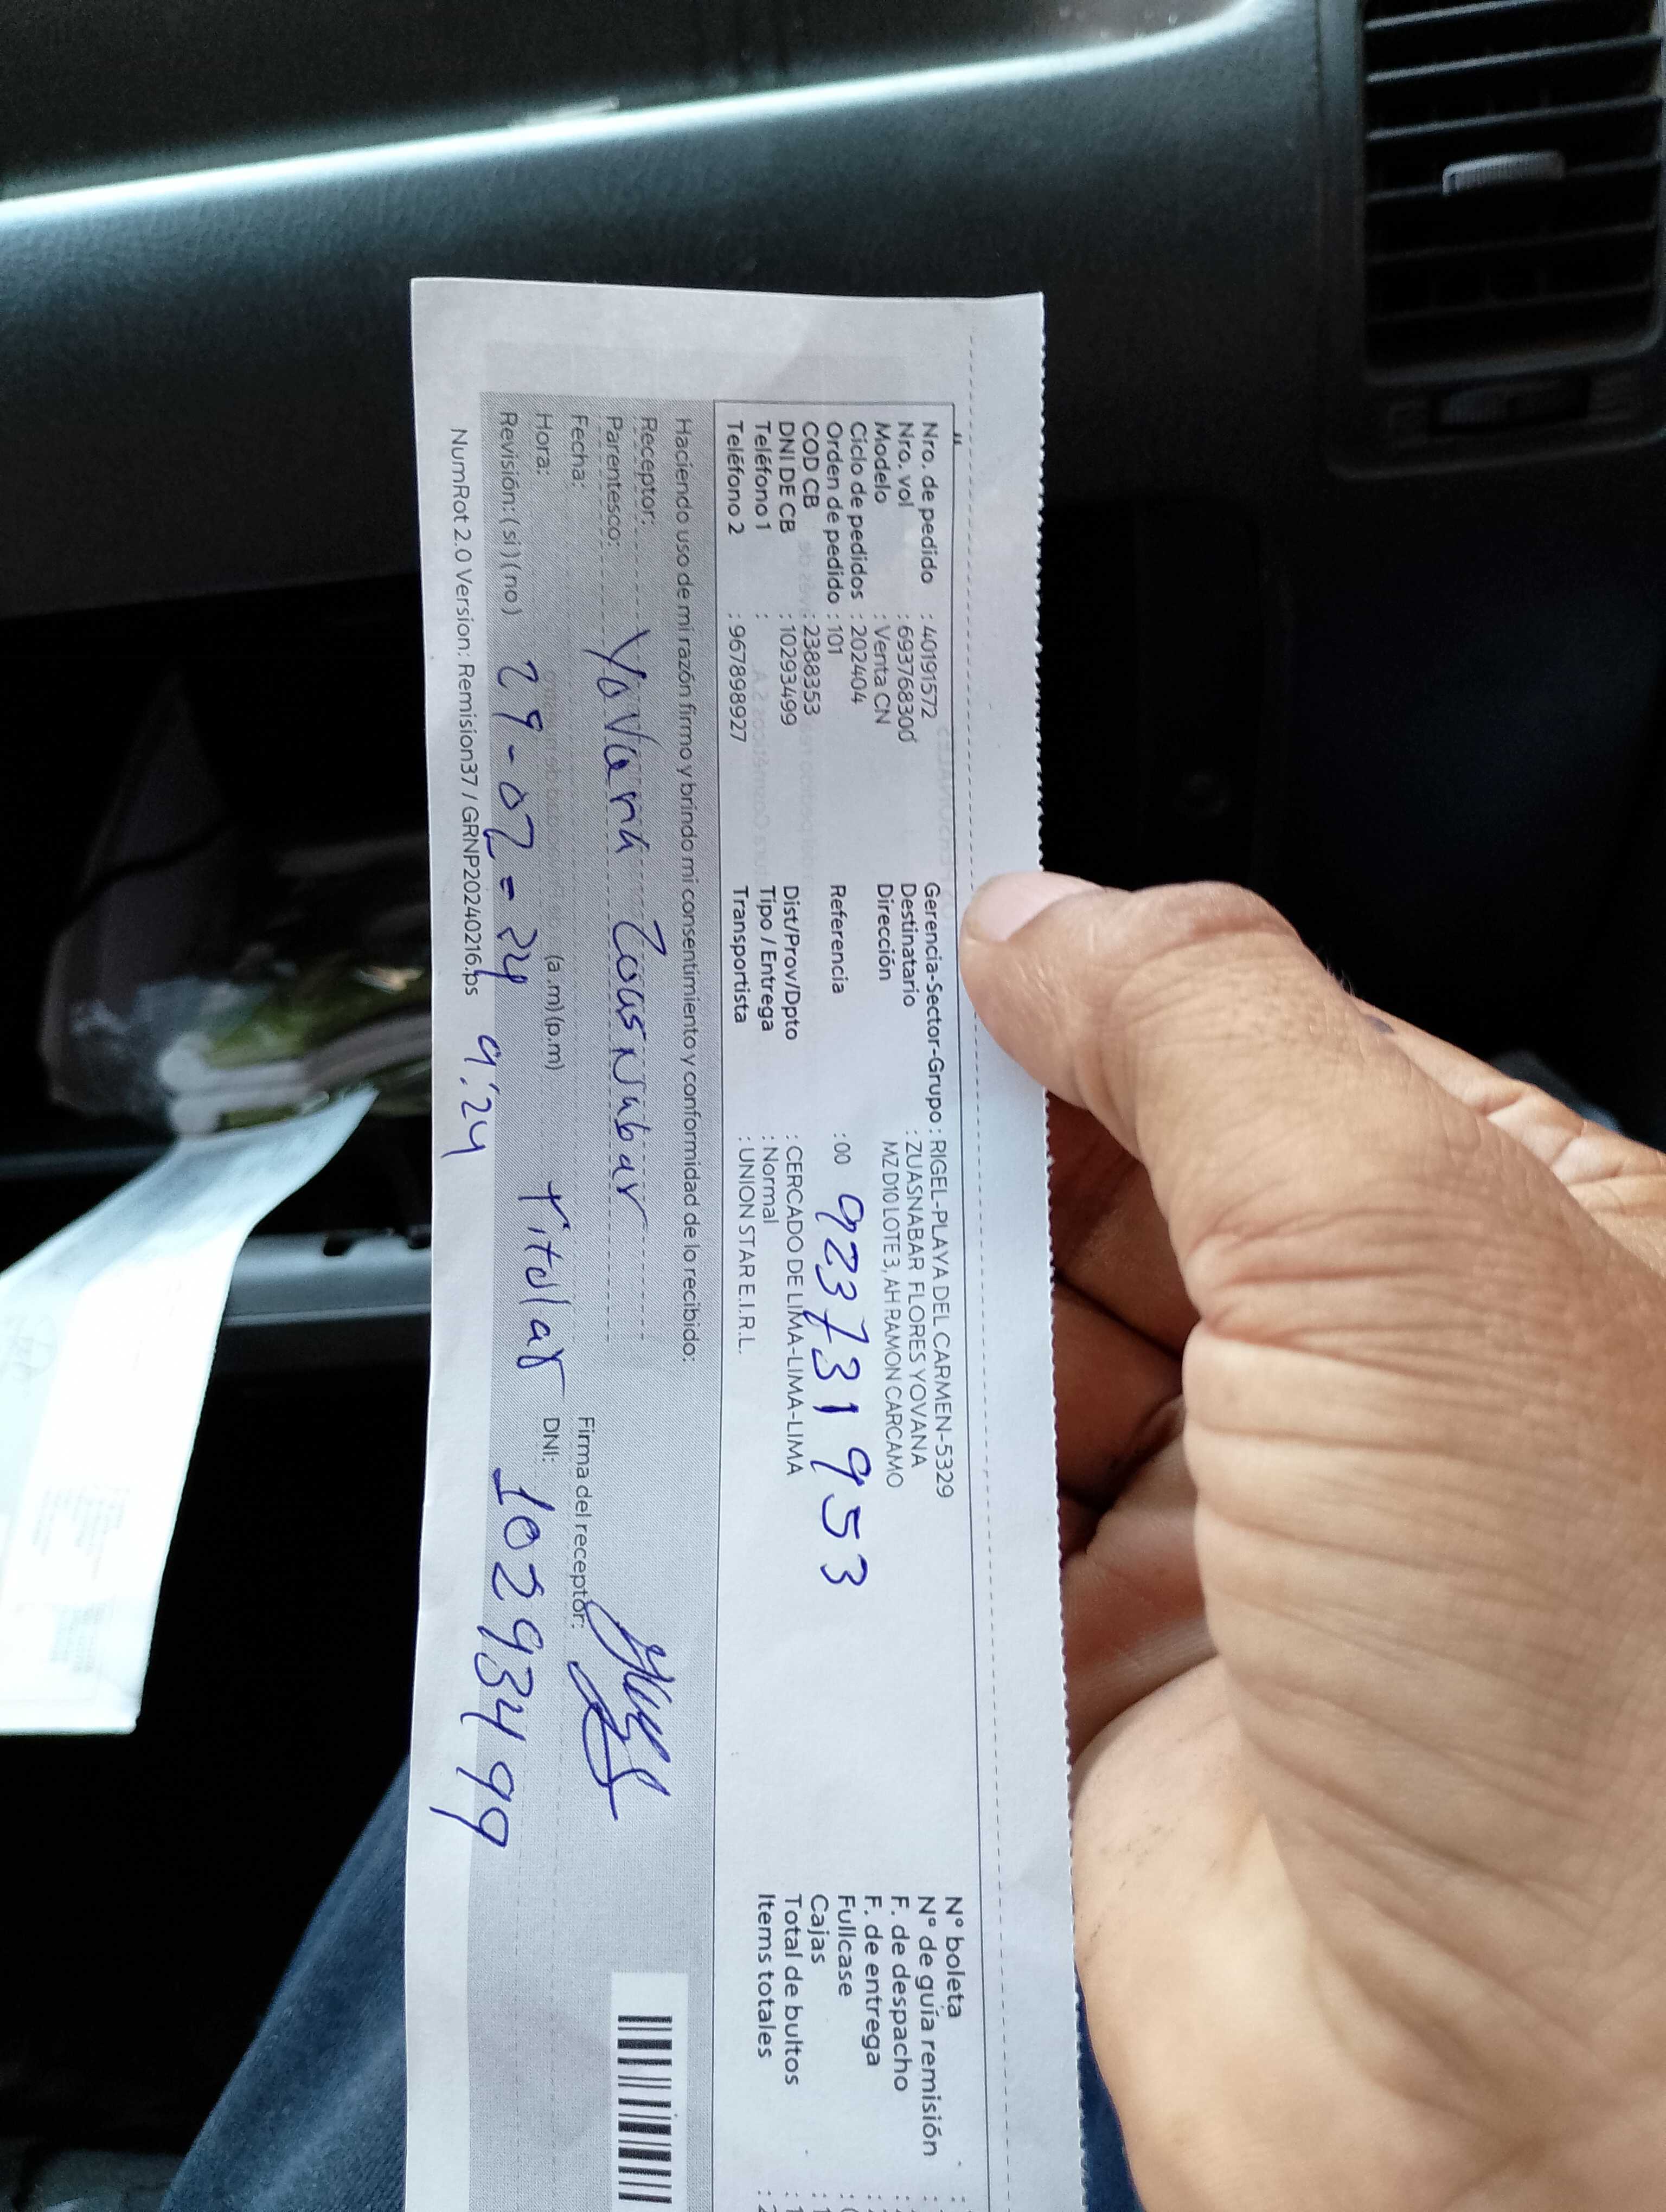 Nro. de pedido : 40191572
Nro. vol : 693768300
Modelo : Venta CN
Ciclo de pedidos : 202404
Orden de pedido : 101
COD CB : 2388353
DNI DE CB : 10293499
Teléfono 1 :
Teléfono 2 : 967898927
Gerencia-Sector-Grupo : RIGEL-PLAYA DEL CARMEN-5329
Destinatario : ZUASNABAR FLORES YOVANA
Dirección MZ D10 LOTE 3, AH RAMON CARCAMO
Referencia : 00 923731953
Dist/Prov/Dpto : CERCADO DE LIMA-LIMA-LIMA
Tipo / Entrega : Normal
Transportista : UNION STAR E.I.R.L.
N° boleta :
N° de guía remisión :
F. de despacho :
F. de entrega :
Fullcase :
Cajas :
Total de bultos :
Items totales :
Haciendo uso de mi razón firmo y brindo mi consentimiento y conformidad de lo recibido:
Receptor: Yovana Zoasnabar
Parentesco: Titular
Fecha: 29-02-24
Hora: (a.m)(p.m) 9:24
Revisión: (si)(no)
Firma del receptor:
DNI: 10293499
NumRot 2.0 Version: Remision37 / GRNP20240216.ps